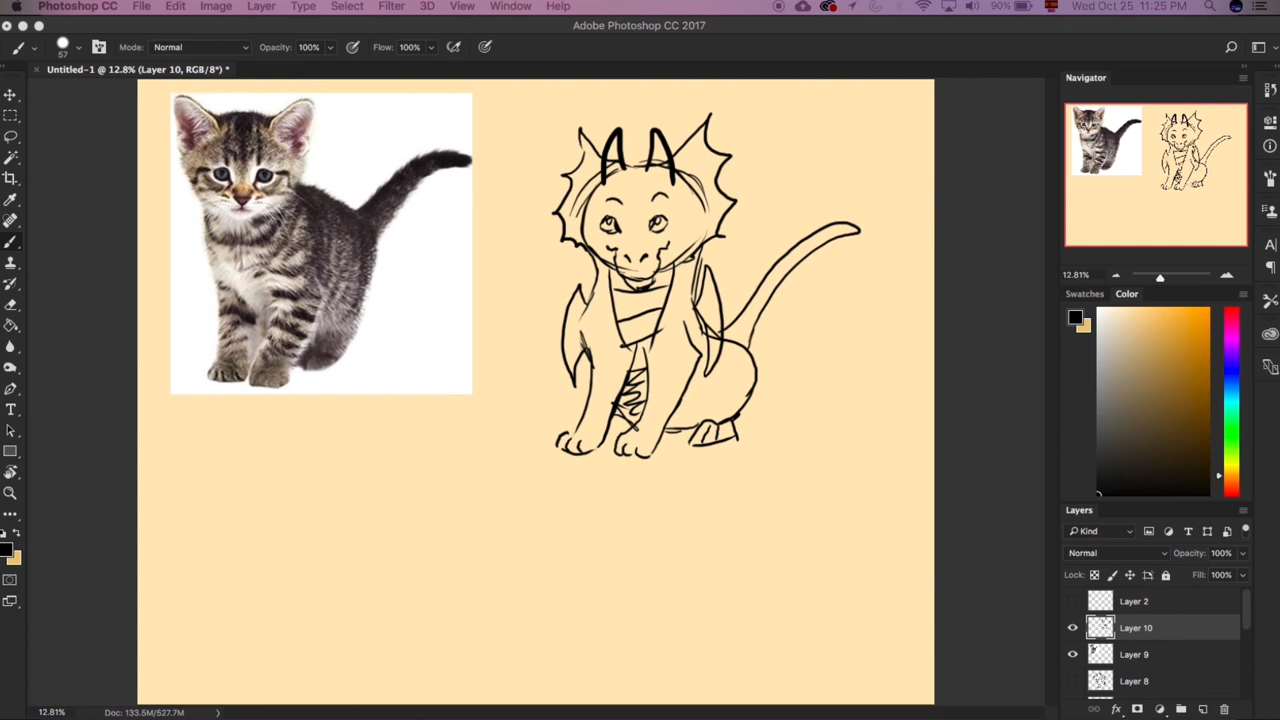 Photoshop CC File Edit Image Layer Type Select Filter 3D View Window Help 90% Wed Oct 25 11:25 PM
Adobe Photoshop CC 2017
57 Mode: Normal Opacity: 100% Flow: 100%
Untitled-1 @ 12.8% (Layer 10, RGB/8*) *
Navigator
12.81%
Swatches Color
Layers
Kind
Normal Opacity: 100%
Lock: Fill: 100%
Layer 2
Layer 10
Layer 9
Layer 8
12.81% Doc: 133.5M/527.7M